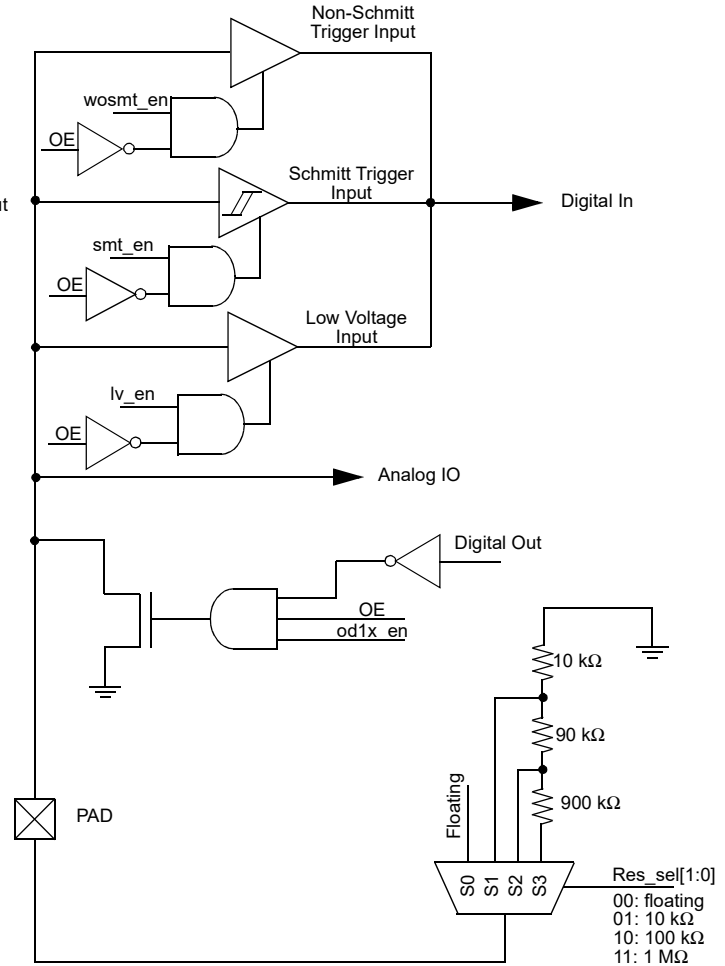 Non-Schmitt
Trigger Input
wosmt_en
OE
Schmitt Trigger
Input
Digital In
smt_en
OE
Low Voltage
Input
lv_en
OE
Analog IO
Digital Out
OE
od1x_en
10 kΩ
90 kΩ
900 kΩ
Floating
PAD
S0
S1
S2
S3
Res_sel[1:0]
00: floating
01: 10 kΩ
10: 100 kΩ
11: 1 MΩ